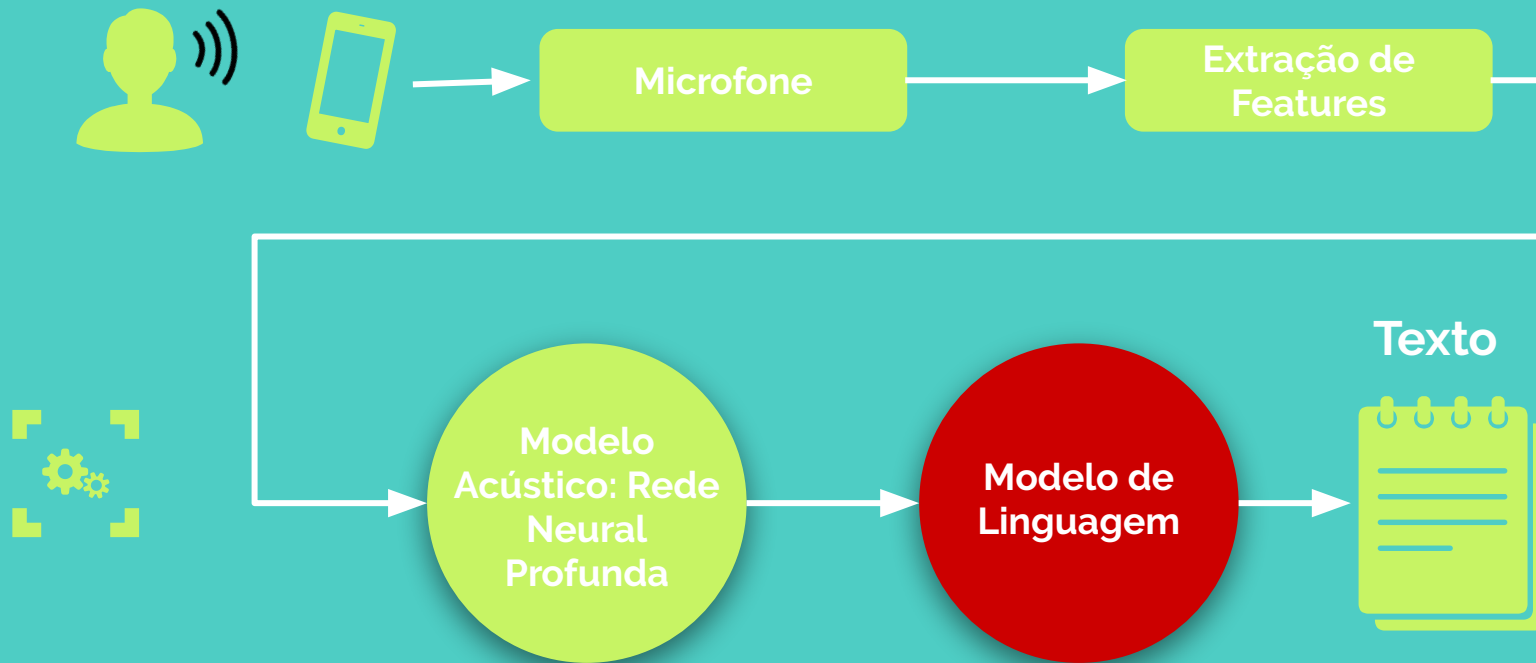 Microfone
Extração de
Features
Texto
Modelo
Acústico: Rede
Neural
Profunda
Modelo de
Linguagem